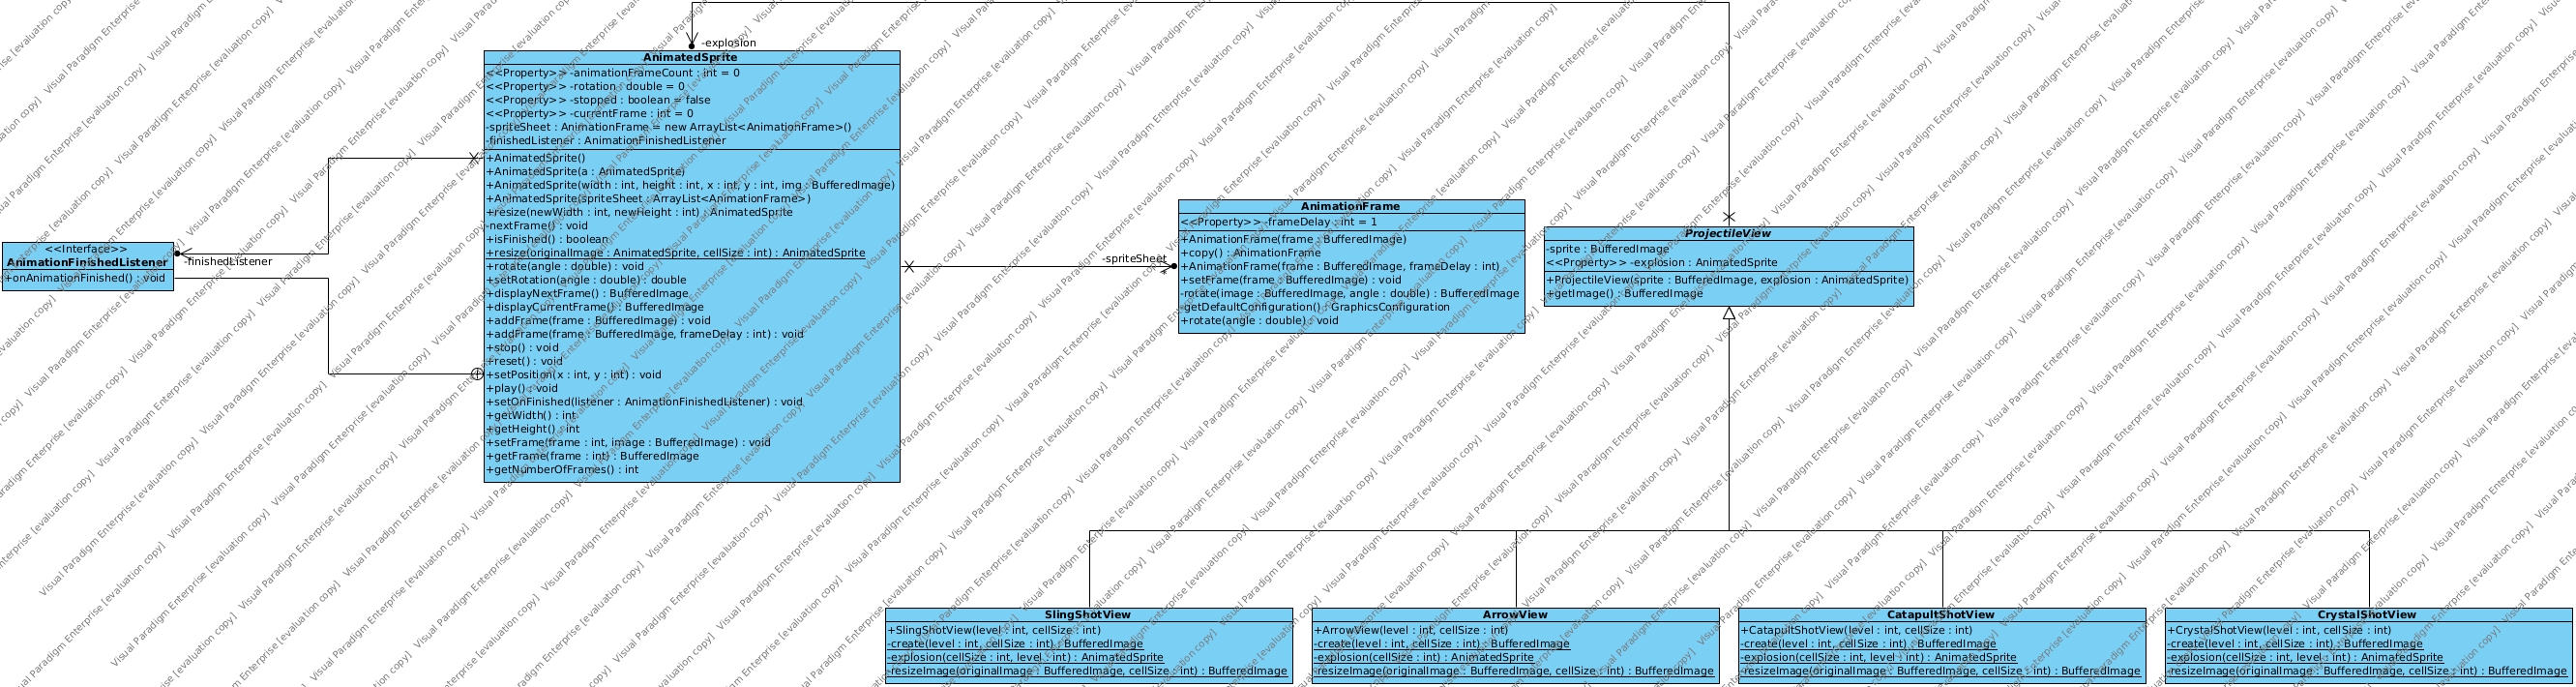 -explosion
AnimatedSprite
<<Property>> -animationFrameCount : int = 0
<<Property>> -rotation : double = 0
<<Property>> -stopped : boolean = false
<<Property>> -currentFrame : int = 0
-spriteSheet : AnimationFrame = new ArrayList<AnimationFrame>()
-finishedListener : AnimationFinishedListener
+AnimatedSprite()
+AnimatedSprite(a : AnimatedSprite)
+AnimatedSprite(width : int, height : int, x : int, y : int, img : BufferedImage)
+AnimatedSprite(spriteSheet : ArrayList<AnimationFrame>)
+resize(newWidth : int, newHeight : int) : AnimatedSprite
-nextFrame() : void
+isFinished() : boolean
+resize(originalImage : AnimatedSprite, cellSize : int) : AnimatedSprite
+rotate(angle : double) : void
+setRotation(angle : double) : double
+displayNextFrame() : BufferedImage
+displayCurrentFrame() : BufferedImage
+addFrame(frame : BufferedImage) : void
+addFrame(frame : BufferedImage, frameDelay : int) : void
+stop() : void
+reset() : void
+setPosition(x : int, y : int) : void
+play() : void
+setOnFinished(listener : AnimationFinishedListener) : void
+getWidth() : int
+getHeight() : int
+setFrame(frame : int, image : BufferedImage) : void
+getFrame(frame : int) : BufferedImage
+getNumberOfFrames() : int
<<Interface>>
AnimationFinishedListener
+onAnimationFinished() : void
-finishedListener
-spriteSheet
AnimationFrame
<<Property>> -frameDelay : int = 1
+AnimationFrame(frame : BufferedImage)
+copy() : AnimationFrame
+AnimationFrame(frame : BufferedImage, frameDelay : int)
+setFrame(frame : BufferedImage) : void
-rotate(image : BufferedImage, angle : double) : BufferedImage
-getDefaultConfiguration() : GraphicsConfiguration
+rotate(angle : double) : void
ProjectileView
-sprite : BufferedImage
<<Property>> -explosion : AnimatedSprite
+ProjectileView(sprite : BufferedImage, explosion : AnimatedSprite)
+getImage() : BufferedImage
SlingShotView
+SlingShotView(level : int, cellSize : int)
-create(level : int, cellSize : int) : BufferedImage
-explosion(cellSize : int, level : int) : AnimatedSprite
-resizeImage(originalImage : BufferedImage, cellSize : int) : BufferedImage
ArrowView
+ArrowView(level : int, cellSize : int)
-create(level : int, cellSize : int) : BufferedImage
-explosion(cellSize : int) : AnimatedSprite
-resizeImage(originalImage : BufferedImage, cellSize : int) : BufferedImage
CatapultShotView
+CatapultShotView(level : int, cellSize : int)
-create(level : int, cellSize : int) : BufferedImage
-explosion(cellSize : int, level : int) : AnimatedSprite
-resizeImage(originalImage : BufferedImage, cellSize : int) : BufferedImage
CrystalShotView
+CrystalShotView(level : int, cellSize : int)
-create(level : int, cellSize : int) : BufferedImage
-explosion(cellSize : int, level : int) : AnimatedSprite
-resizeImage(originalImage : BufferedImage, cellSize : int) : BufferedImage
Visual Paradigm Enterprise [evaluation copy]